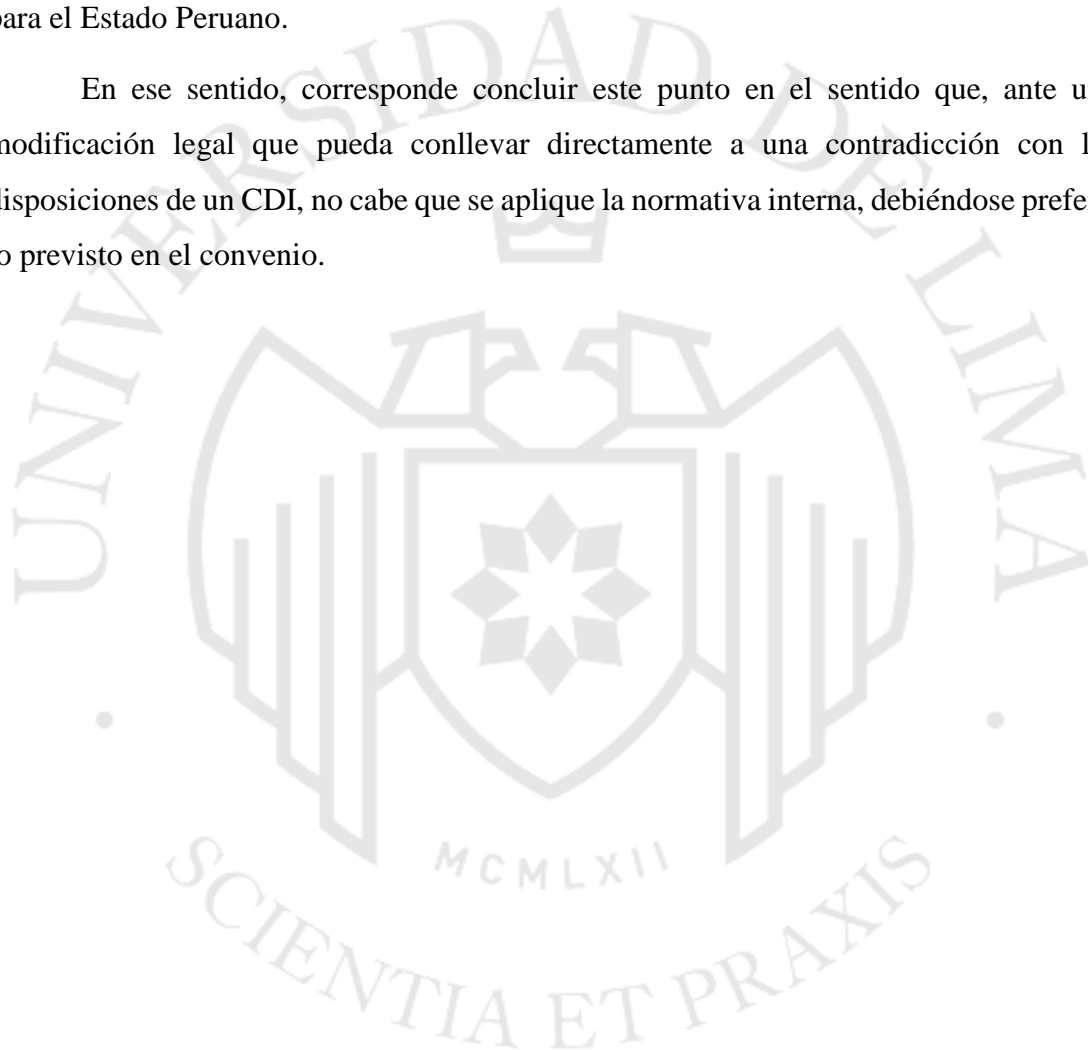 para el Estado Peruano.
En ese sentido, corresponde concluir este punto en el sentido que, ante
modificación legal que pueda conllevar directamente a una contradicción con
disposiciones de un CDI, no cabe que se aplique la normativa interna, debiéndose
lo previsto en el convenio.
UNIVERSIDAD DE LIMA
MCMLXII
SCIENTIA ET PRAXIS